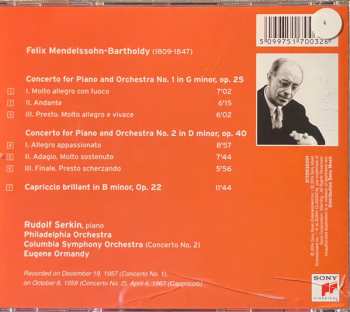 Felix Mendelssohn-Bartholdy (1809-1847)
5099751700326
Concerto for Piano and Orchestra No. 1 in G minor, op. 25
1 I. Molto allegro con fuoco 7'02
2 II. Andante 6'15
3 III. Presto. Molto allegro e vivace 6'02
Concerto for Piano and Orchestra No. 2 in D minor, op. 40
4 I. Allegro appassionato 8'57
5 II. Adagio. Molto sostenuto 7'44
6 III. Finale. Presto scherzando 5'56
7 Capriccio brillant in B minor, Op. 22 11'44
Rudolf Serkin, piano
Philadelphia Orchestra
Columbia Symphony Orchestra (Concerto No. 2)
Eugene Ormandy
Recorded on December 19, 1957 (Concerto No. 1),
on October 8, 1959 (Concerto No. 2), April 6, 1967 (Capriccio)
SONY